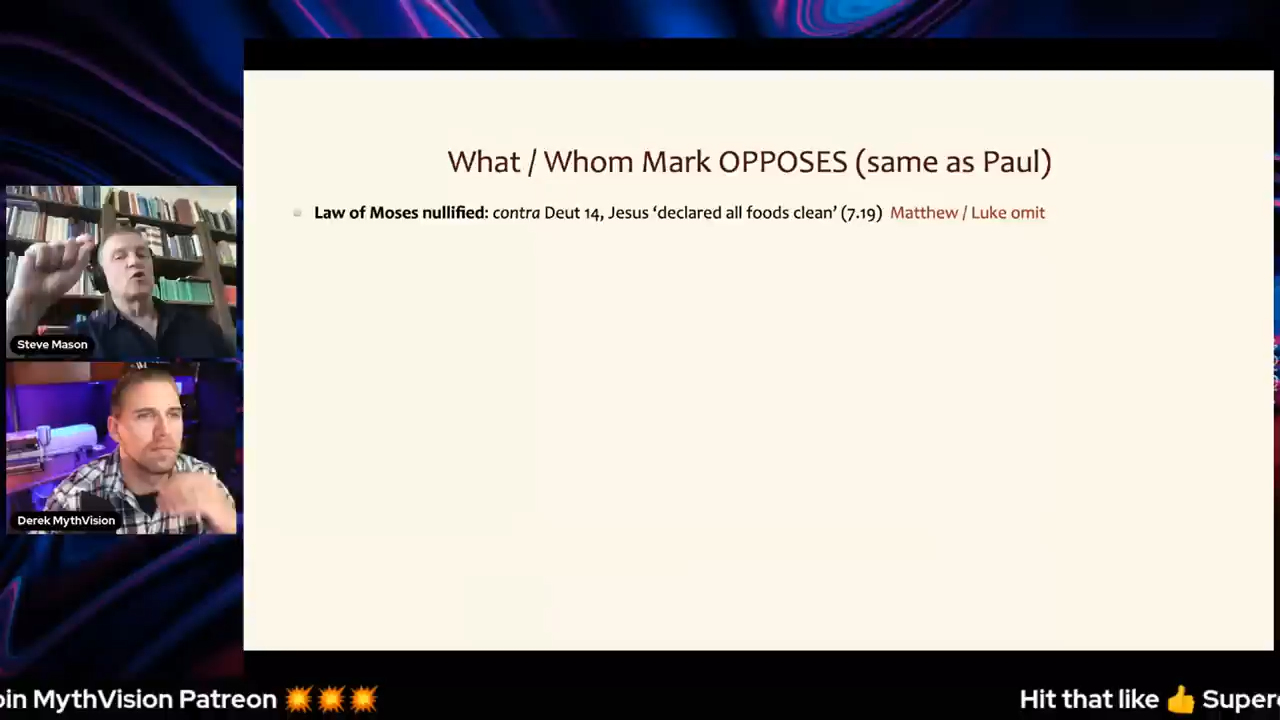 What / Whom Mark OPPOSES (same as Paul)
Law of Moses nullified: contra Deut 14, Jesus ‘declared all foods clean’ (7.19) Matthew / Luke omit
Steve Mason
Derek MythVision
oin MythVision Patreon 💥💥💥 Hit that like 👍 Super